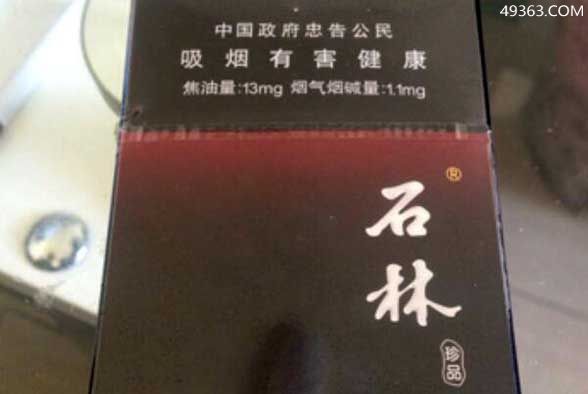 49363.COM
中国政府忠告公民
吸烟有害健康
焦油量:13mg 烟气烟碱量:1.1mg
®
石林
珍品